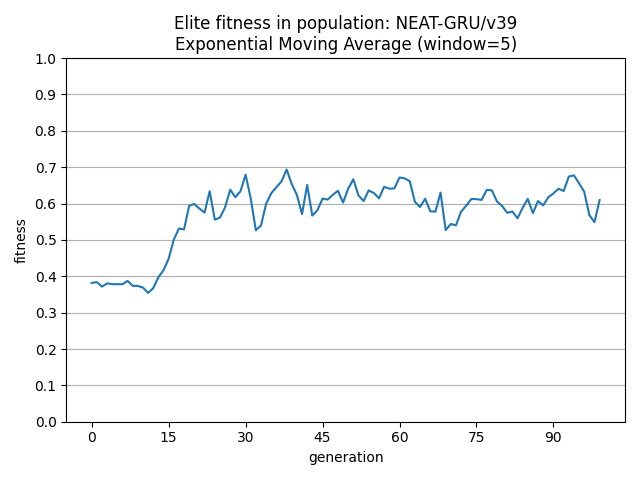 Elite fitness in population: NEAT-GRU/v39
Exponential Moving Average (window=5)
1.0
0.9
0.8
0.7
0.6
0.5
0.4
0.3
0.2
0.1
0.0
fitness
0 15 30 45 60 75 90
generation